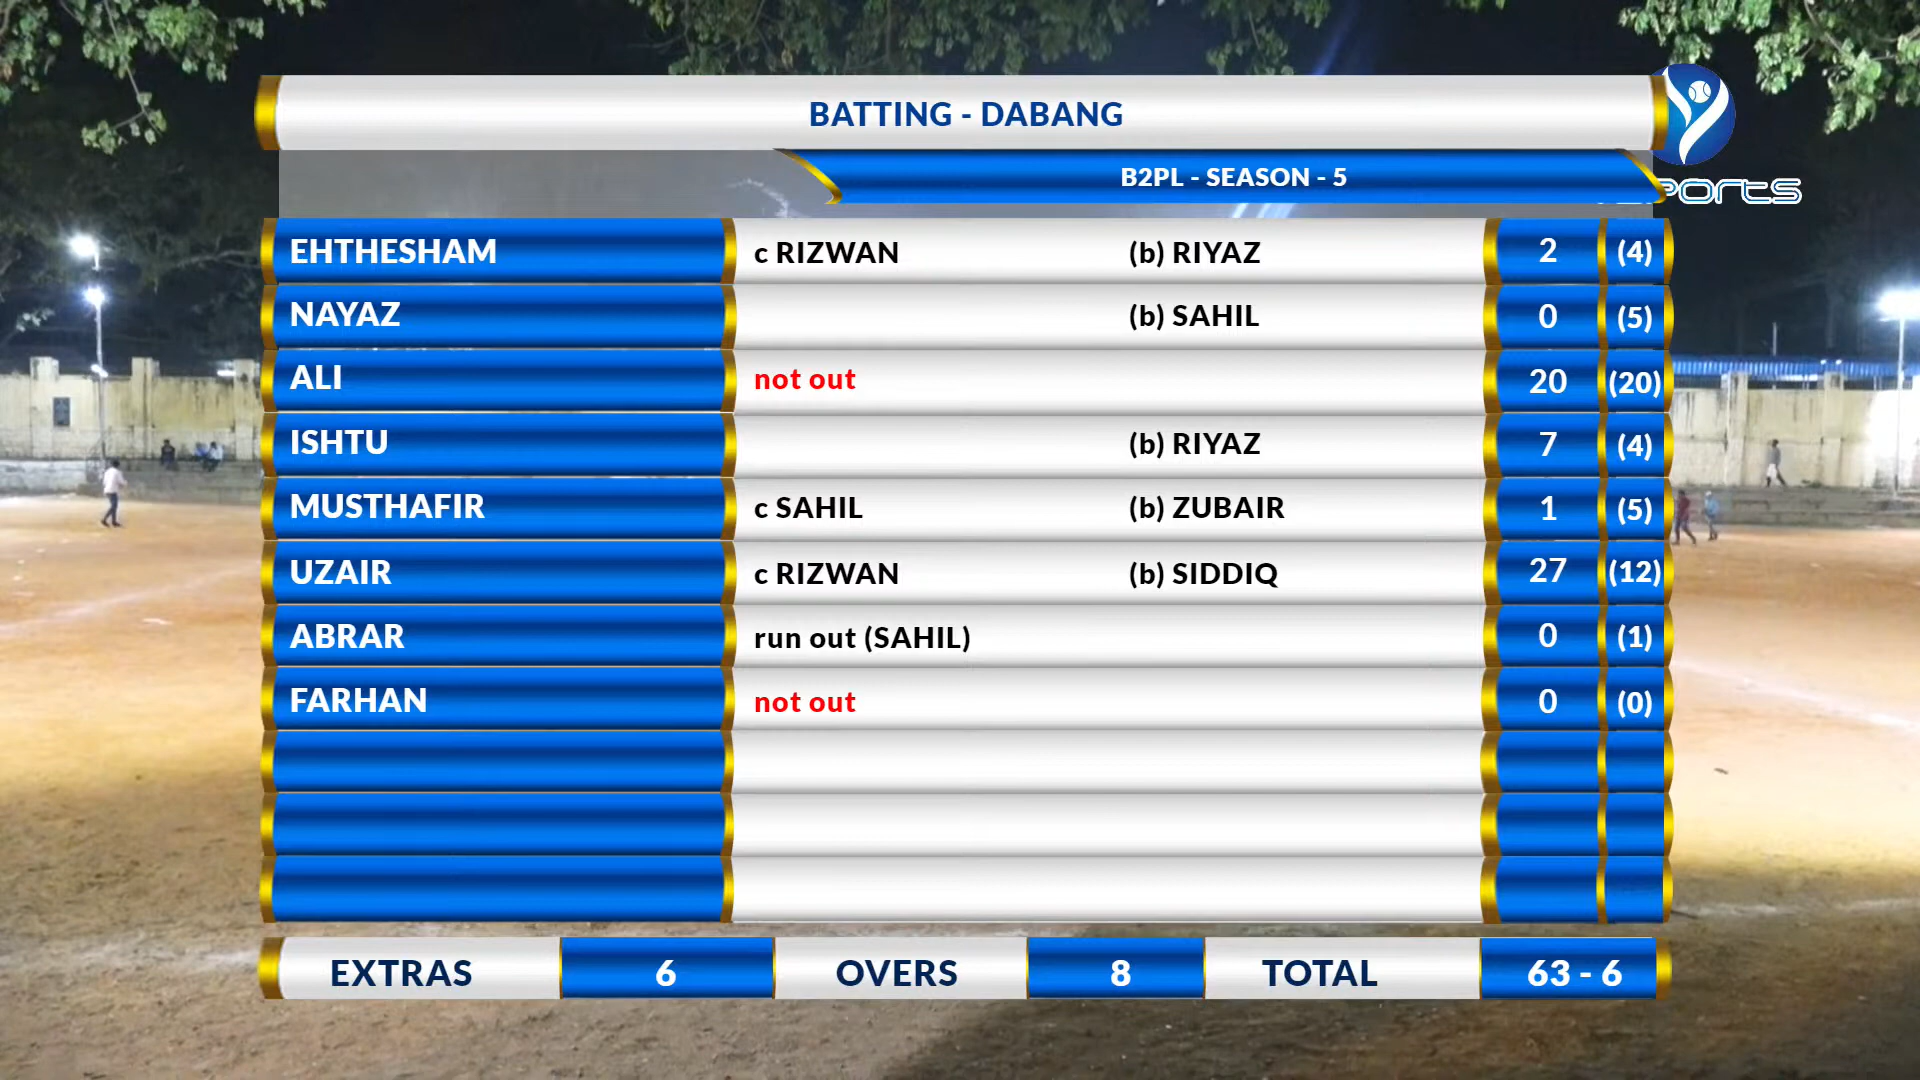 BATTING - DABANG
B2PL - SEASON - 5
PORTS
EHTHESHAM c RIZWAN (b) RIYAZ 2 (4)
NAYAZ (b) SAHIL 0 (5)
ALI not out 20 (20)
ISHTU (b) RIYAZ 7 (4)
MUSTHAFIR c SAHIL (b) ZUBAIR 1 (5)
UZAIR c RIZWAN (b) SIDDIQ 27 (12)
ABRAR run out (SAHIL) 0 (1)
FARHAN not out 0 (0)
EXTRAS 6 OVERS 8 TOTAL 63 - 6